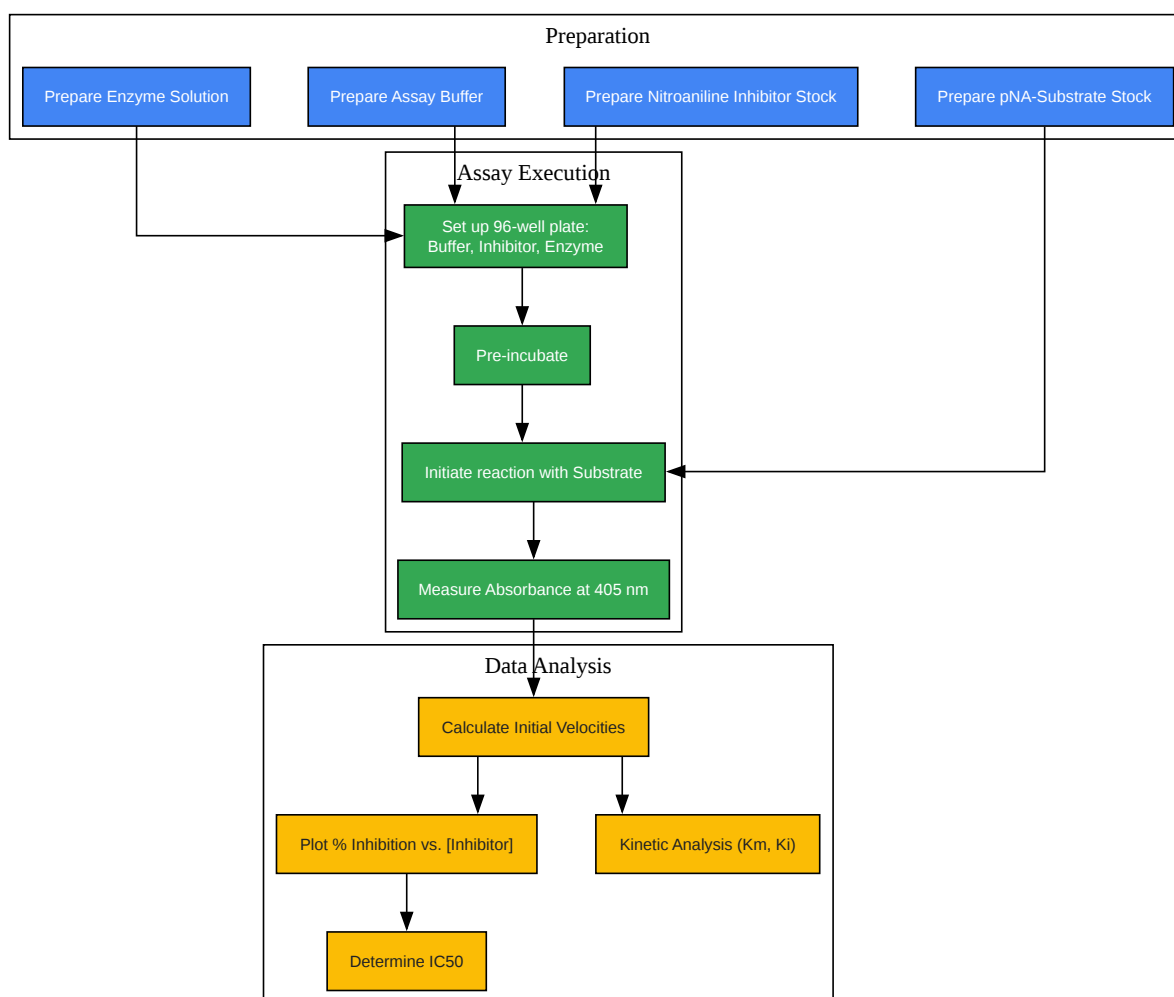 Preparation
Prepare Enzyme Solution
Prepare Assay Buffer
Prepare Nitroaniline Inhibitor Stock
Prepare pNA-Substrate Stock
Assay Execution
Set up 96-well plate:
Buffer, Inhibitor, Enzyme
Pre-incubate
Initiate reaction with Substrate
Measure Absorbance at 405 nm
Data Analysis
Calculate Initial Velocities
Plot % Inhibition vs. [Inhibitor]
Kinetic Analysis (Km, Ki)
Determine IC50